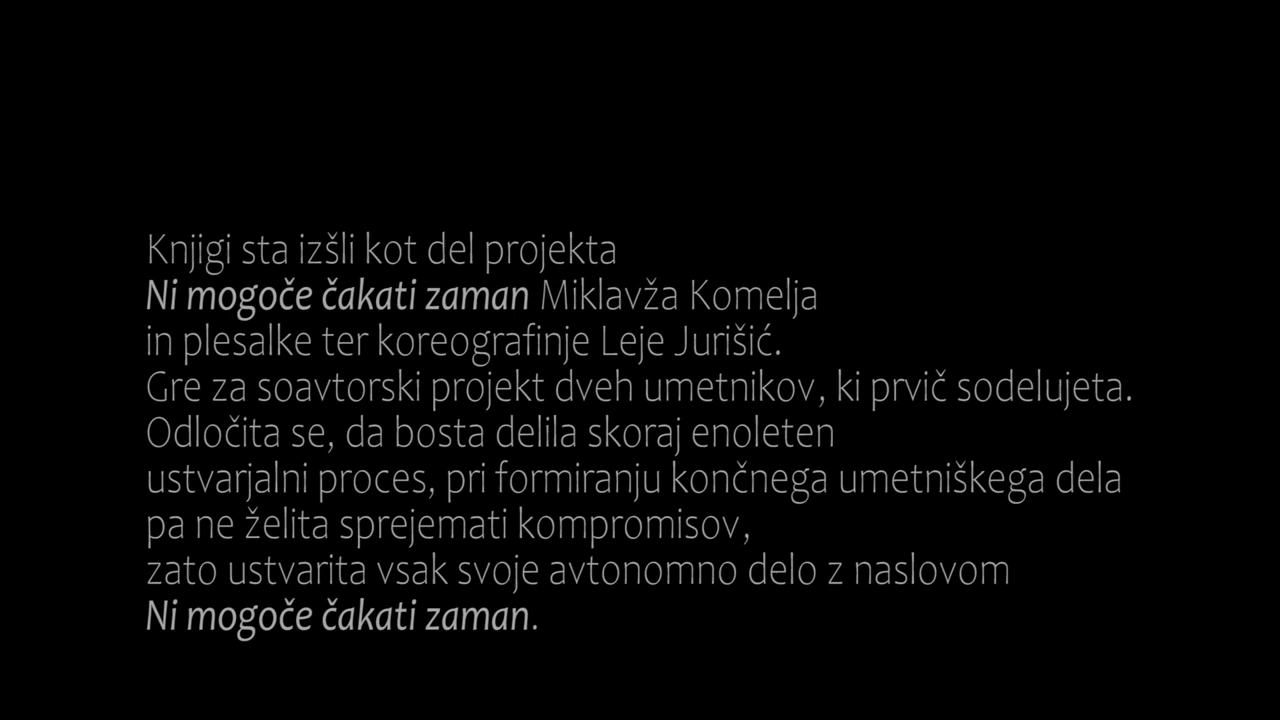 Knjigi sta izšli kot del projekta
Ni mogoče čakati zaman Miklavža Komelja
in plesalke ter koreografinje Leje Jurišić.
Gre za soavtorski projekt dveh umetnikov, ki prvič sodelujeta.
Odločita se, da bosta delila skoraj enoleten
ustvarjalni proces, pri formiranju končnega umetniškega dela
pa ne želita sprejemati kompromisov,
zato ustvarita vsak svoje avtonomno delo z naslovom
Ni mogoče čakati zaman.